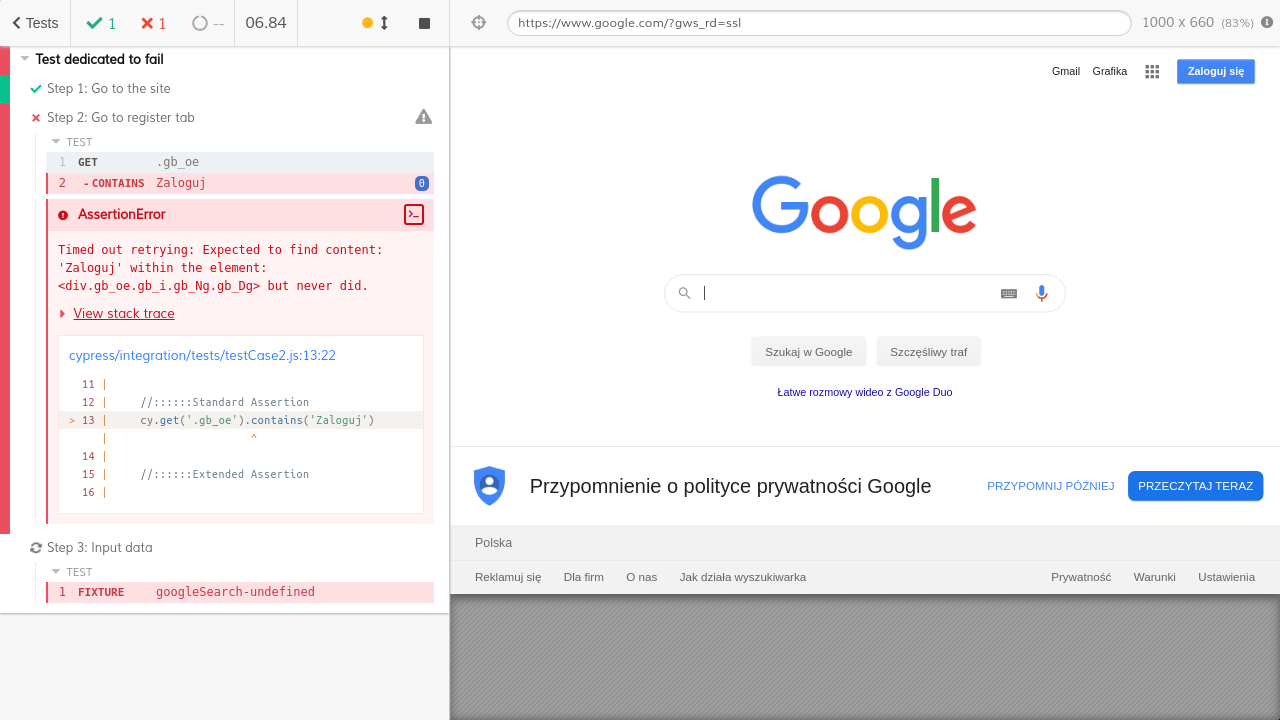 Tests
1
1
--
06.84
https://www.google.com/?gws_rd=ssl
1000 x 660 (83%)
Test dedicated to fail
Step 1: Go to the site
Step 2: Go to register tab
TEST
1 GET .gb_oe
2 -CONTAINS Zaloguj 0
AssertionError
Timed out retrying: Expected to find content:
'Zaloguj' within the element:
<div.gb_oe.gb_i.gb_Ng.gb_Dg> but never did.
View stack trace
cypress/integration/tests/testCase2.js:13:22
11 |
12 | //::::::Standard Assertion
> 13 | cy.get('.gb_oe').contains('Zaloguj')
| ^
14 |
15 | //::::::Extended Assertion
16 |
Step 3: Input data
TEST
1 FIXTURE googleSearch-undefined
Gmail Grafika Zaloguj się
Google
Szukaj w Google Szczęśliwy traf
Łatwe rozmowy wideo z Google Duo
Przypomnienie o polityce prywatności Google PRZYPOMNIJ PÓŹNIEJ PRZECZYTAJ TERAZ
Polska
Reklamuj się Dla firm O nas Jak działa wyszukiwarka Prywatność Warunki Ustawienia